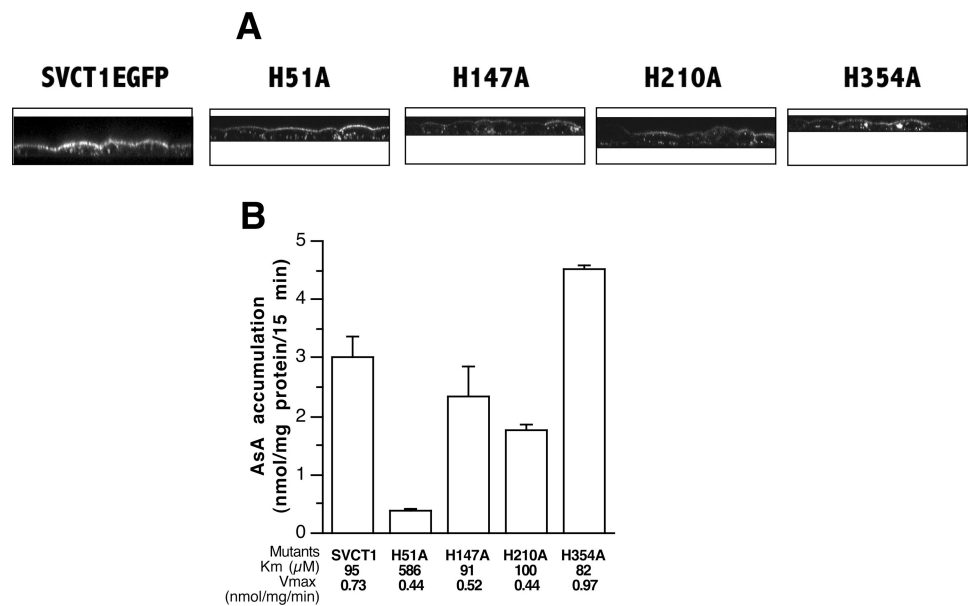 A
SVCT1EGFP H51A H147A H210A H354A
B
AsA accumulation
(nmol/mg protein/15 min)
5
4
3
2
1
0
Mutants SVCT1 H51A H147A H210A H354A
Km (µM) 95 586 91 100 82
Vmax 0.73 0.44 0.52 0.44 0.97
(nmol/mg/min)